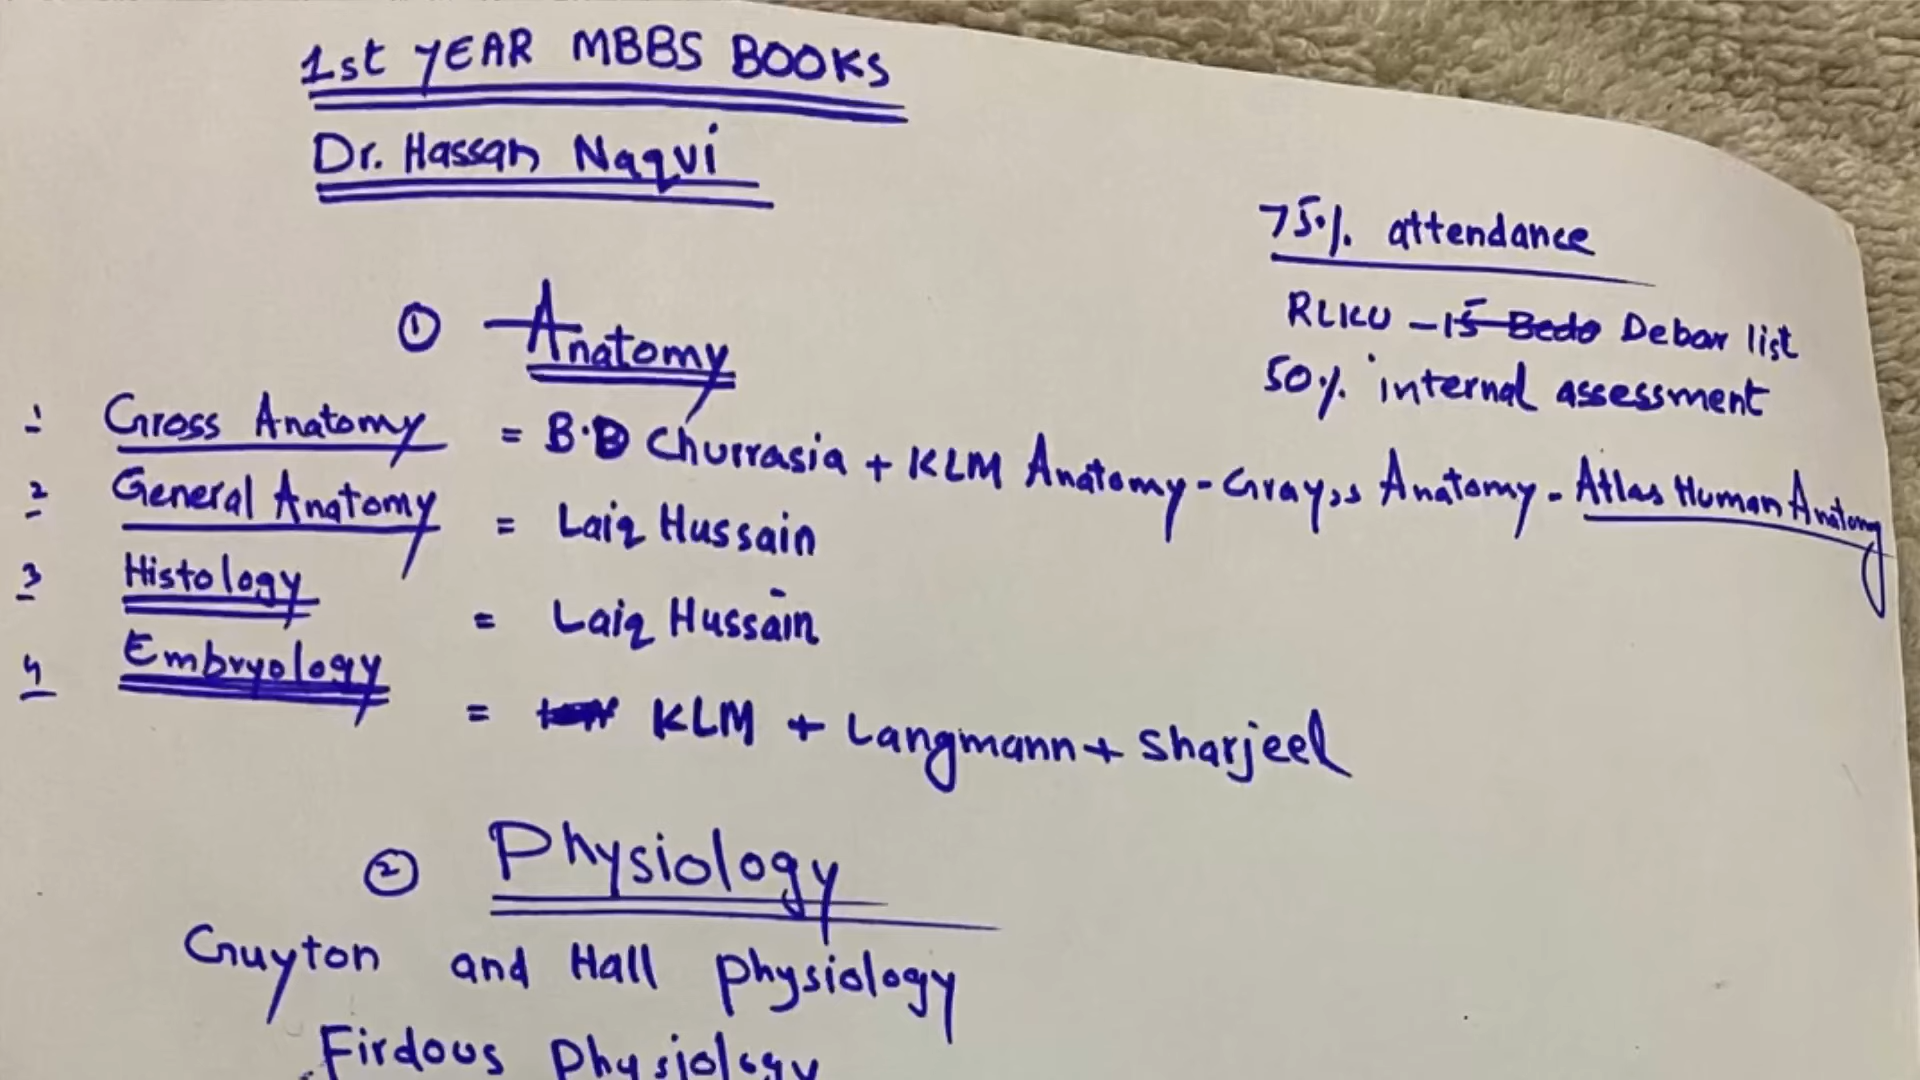 1st YEAR MBBS BOOKS
Dr. Hassan Naqvi
75% attendance
RLKU - 15 Bedo Debar list
50% internal assessment
① Anatomy
1 Gross Anatomy = B.D Churrasia + KLM Anatomy - Gray,s Anatomy - Atlas Human Anatomy
2 General Anatomy = Laiq Hussain
3 Histology = Laiq Hussain
4 Embryology = KLM + Langmann + Sharjeel
② Physiology
Guyton and Hall physiology
Firdous Physiology